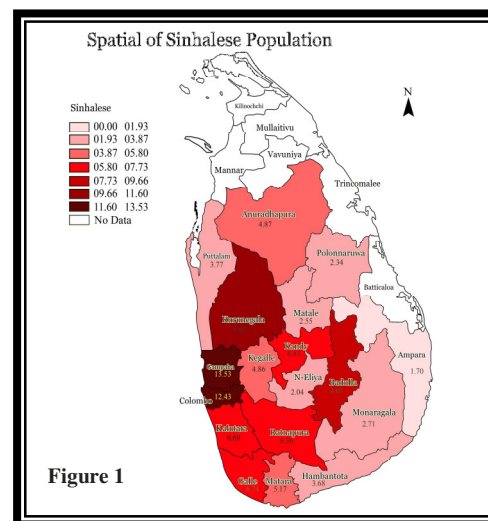 Spatial of Sinhalese Population
N
Sinhalese
00.00 01.93
01.93 03.87
03.87 05.80
05.80 07.73
07.73 09.66
09.66 11.60
11.60 13.53
No Data
Kilinochchi
Mullaitivu
Vavuniya
Mannar
Trincomalee
Anuradhapura
4.87
Puttalam
3.77
Polonnaruwa
2.34
Batticaloa
Kurunegala
Matale
2.55
Kandy
Kegalle
4.86
Gampaha
13.53
N-Eliya
2.04
Badulla
Ampara
1.70
Colombo
12.43
Monaragala
2.71
Kalutara
Ratnapura
Galle
Matara
5.17
Hambantota
3.68
Figure 1